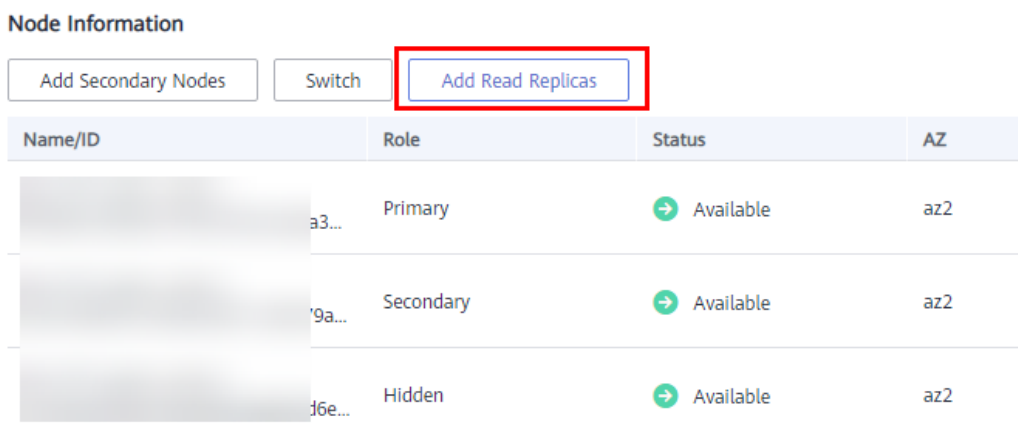 Node Information
Add Secondary Nodes Switch Add Read Replicas
Name/ID Role Status AZ
Primary Available az2
a3...
Secondary Available az2
79a...
Hidden Available az2
d6e...